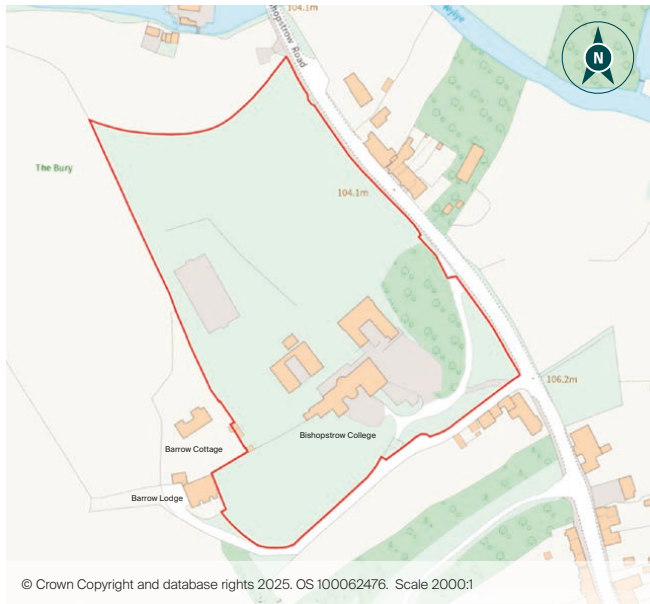 104.1m
Bishopstrow Road
Wylye
N
The Bury
104.1m
106.2m
Bishopstrow College
Barrow Cottage
Barrow Lodge
© Crown Copyright and database rights 2025. OS 100062476. Scale 2000:1